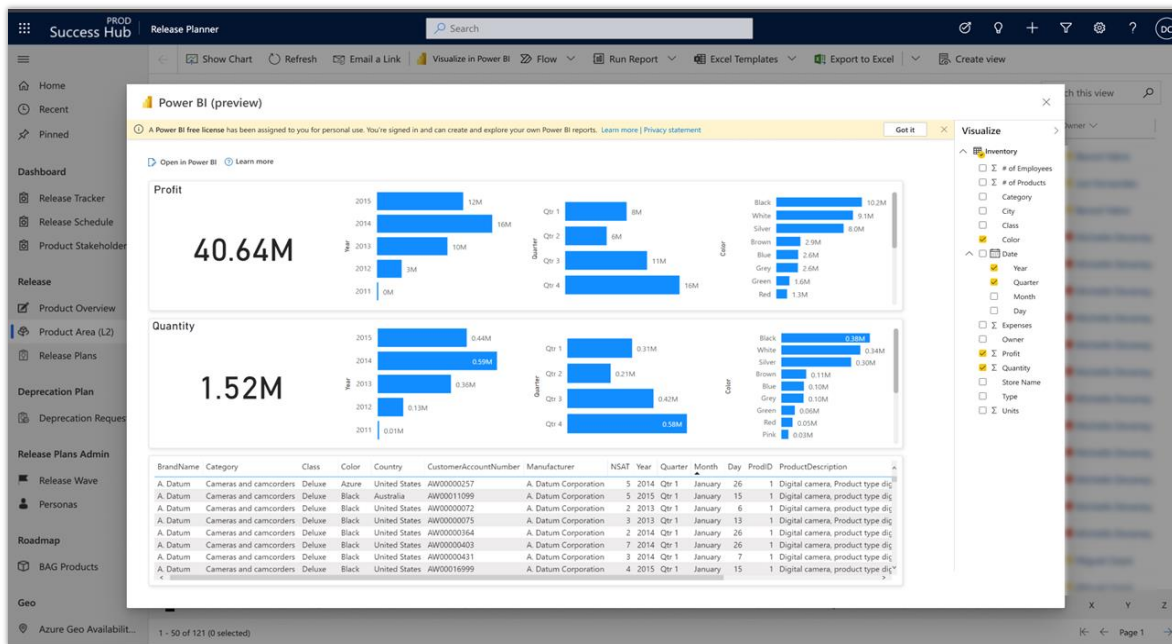 PROD
Success Hub
Release Planner
Search
DC
Show Chart
Refresh
Email a Link
Visualize in Power BI
Flow
Run Report
Excel Templates
Export to Excel
Create view
Home
Recent
Pinned
Dashboard
Release Tracker
Release Schedule
Product Stakeholder
Release
Product Overview
Product Area (L2)
Release Plans
Deprecation Plan
Deprecation Reques
Release Plans Admin
Release Wave
Personas
Roadmap
BAG Products
Geo
Azure Geo Availabilit...
ch this view
Owner
Power BI (preview)
A Power BI free license has been assigned to you for personal use. You're signed in and can create and explore your own Power BI reports. Learn more | Privacy statement
Got it
Open in Power BI
Learn more
Profit
40.64M
Year
2015 12M
2014 16M
2013 10M
2012 3M
2011 0M
Quarter
Qtr 1 8M
Qtr 2 6M
Qtr 3 11M
Qtr 4 16M
Color
Black 10.2M
White 9.1M
Silver 8.0M
Brown 2.9M
Blue 2.6M
Grey 2.6M
Green 1.6M
Red 1.3M
Quantity
1.52M
Year
2015 0.44M
2014 0.59M
2013 0.36M
2012 0.13M
2011 0.01M
Quarter
Qtr 1 0.31M
Qtr 2 0.21M
Qtr 3 0.42M
Qtr 4 0.58M
Color
Black 0.38M
White 0.34M
Silver 0.30M
Brown 0.11M
Blue 0.10M
Grey 0.10M
Green 0.06M
Red 0.05M
Pink 0.03M
BrandName Category Class Color Country CustomerAccountNumber Manufacturer NSAT Year Quarter Month Day ProdID ProductDescription
A. Datum Cameras and camcorders Deluxe Azure United States AW00000257 A. Datum Corporation 5 2014 Qtr 1 January 26 1 Digital camera, Product type dig
A. Datum Cameras and camcorders Deluxe Black Australia AW00011099 A. Datum Corporation 5 2015 Qtr 1 January 15 1 Digital camera, product type dig
A. Datum Cameras and camcorders Deluxe Black United States AW00000072 A. Datum Corporation 2 2013 Qtr 1 January 6 1 Digital camera, product type dig
A. Datum Cameras and camcorders Deluxe Black United States AW00000075 A. Datum Corporation 3 2013 Qtr 1 January 13 1 Digital camera, product type dig
A. Datum Cameras and camcorders Deluxe Black United States AW00000364 A. Datum Corporation 2 2014 Qtr 1 January 26 1 Digital camera, product type dig
A. Datum Cameras and camcorders Deluxe Black United States AW00000403 A. Datum Corporation 7 2014 Qtr 1 January 26 1 Digital camera, product type dig
A. Datum Cameras and camcorders Deluxe Black United States AW00000431 A. Datum Corporation 3 2014 Qtr 1 January 7 1 Digital camera, product type dig
A. Datum Cameras and camcorders Deluxe Black United States AW00016999 A. Datum Corporation 4 2015 Qtr 1 January 15 1 Digital camera, product type dig
Visualize
Inventory
# of Employees
# of Products
Category
City
Class
Color
Date
Year
Quarter
Month
Day
Expenses
Owner
Profit
Quantity
Store Name
Type
Units
X Y Z
1 - 50 of 121 (0 selected)
Page 1